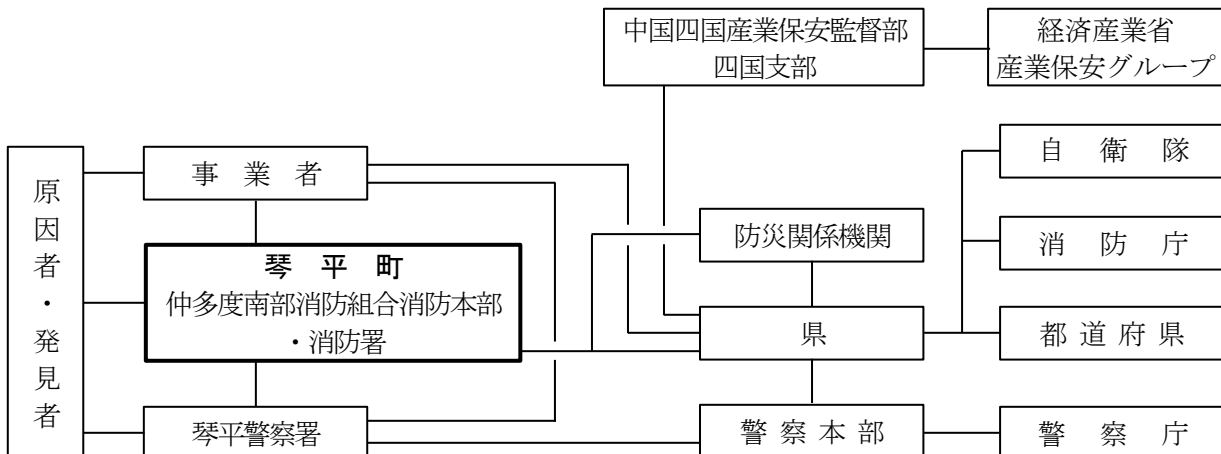 中国四国産業保安監督部
四国支部
経済産業省
産業保安グループ
自衛隊
原因者・発見者
事業者
防災関係機関
消防庁
琴平町
仲多度南部消防組合消防本部
・消防署
県
都道府県
琴平警察署
警察本部
警察庁